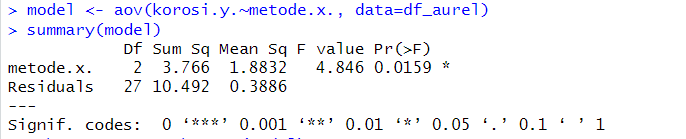 > model <- aov(korosi.y.~metode.x., data=df_aurel)
> summary(model)
            Df Sum Sq Mean Sq F value Pr(>F)
metode.x.    2  3.766  1.8832   4.846 0.0159 *
Residuals   27 10.492  0.3886
---
Signif. codes:  0 ‘***’ 0.001 ‘**’ 0.01 ‘*’ 0.05 ‘.’ 0.1 ‘ ’ 1